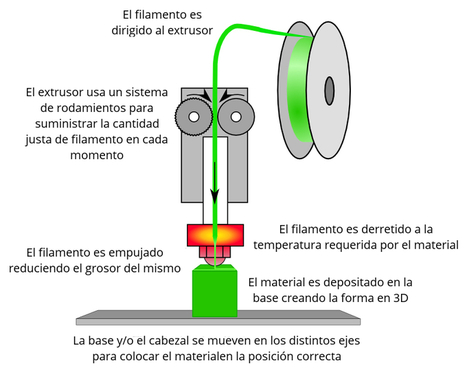 El filamento es
dirigido al extrusor
El extrusor usa un sistema
de rodamientos para
suministrar la cantidad
justa de filamento en cada
momento
El filamento es derretido a la
temperatura requerida por el material
El filamento es empujado
reduciendo el grosor del mismo
El material es depositado en la
base creando la forma en 3D
La base y/o el cabezal se mueven en los distintos ejes
para colocar el materialen la posición correcta